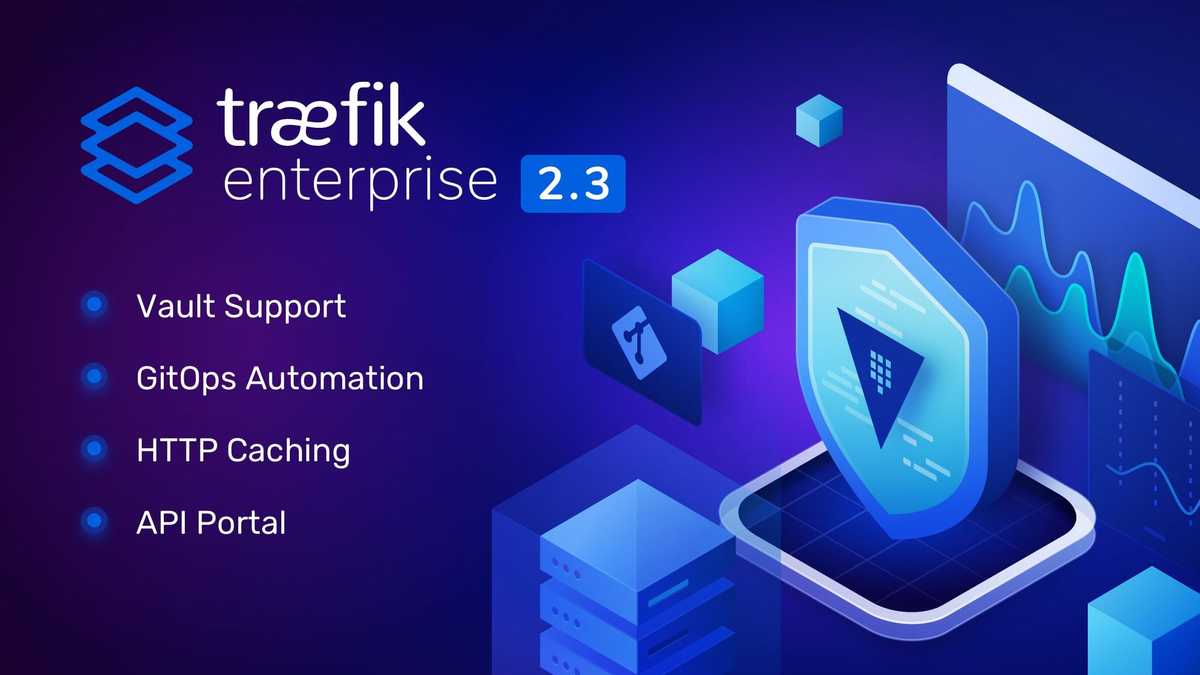 træfik
enterprise 2.3
Vault Support
GitOps Automation
HTTP Caching
API Portal